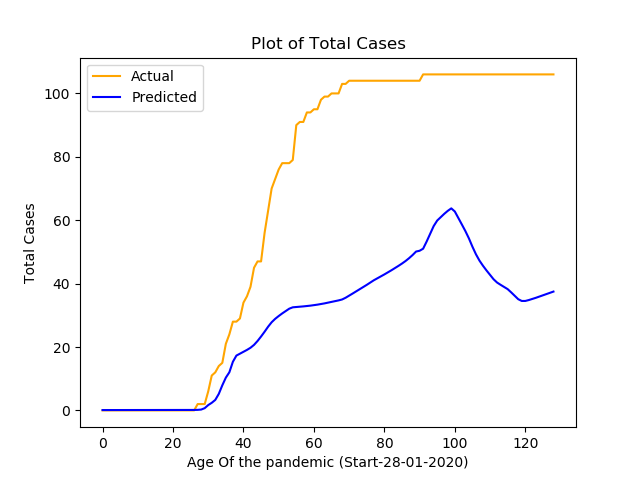 Plot of Total Cases
Actual
Predicted
Total Cases
100
80
60
40
20
0
0 20 40 60 80 100 120
Age Of the pandemic (Start-28-01-2020)